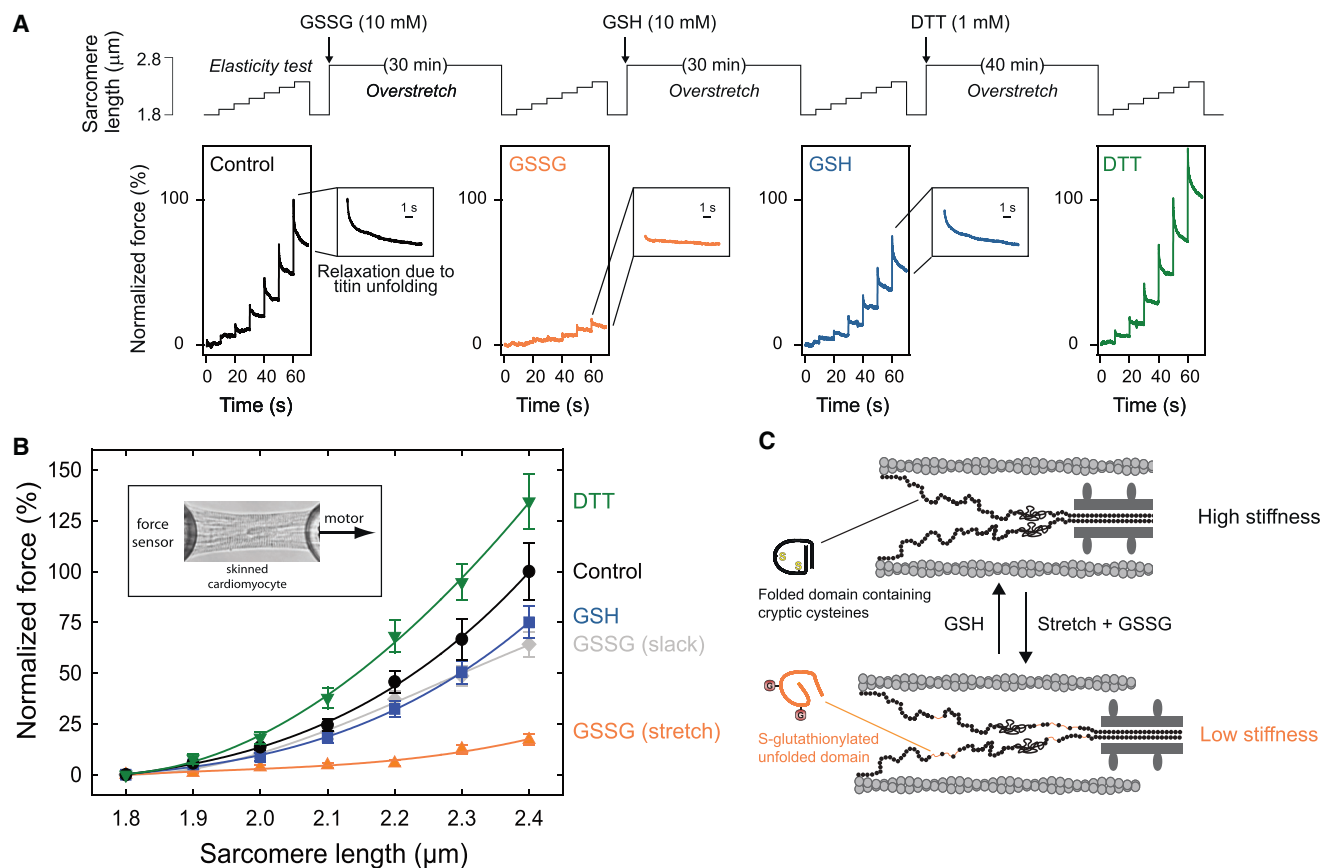 A
GSSG (10 mM)
GSH (10 mM)
DTT (1 mM)
Sarcomere
length (μm)
2.8
1.8
Elasticity test
(30 min)
Overstretch
(30 min)
Overstretch
(40 min)
Overstretch
Normalized force (%)
100
0
Control
1 s
Relaxation due to
titin unfolding
0 20 40 60
Time (s)
100
0
GSSG
1 s
0 20 40 60
Time (s)
100
0
GSH
1 s
0 20 40 60
Time (s)
100
0
DTT
0 20 40 60
Time (s)
B
Normalized force (%)
150
125
100
75
50
25
0
force
sensor
motor
skinned
cardiomyocyte
DTT
Control
GSH
GSSG (slack)
GSSG (stretch)
1.8 1.9 2.0 2.1 2.2 2.3 2.4
Sarcomere length (μm)
C
High stiffness
S
S
Folded domain containing
cryptic cysteines
GSH
Stretch + GSSG
G
G
S-glutathionylated
unfolded domain
Low stiffness